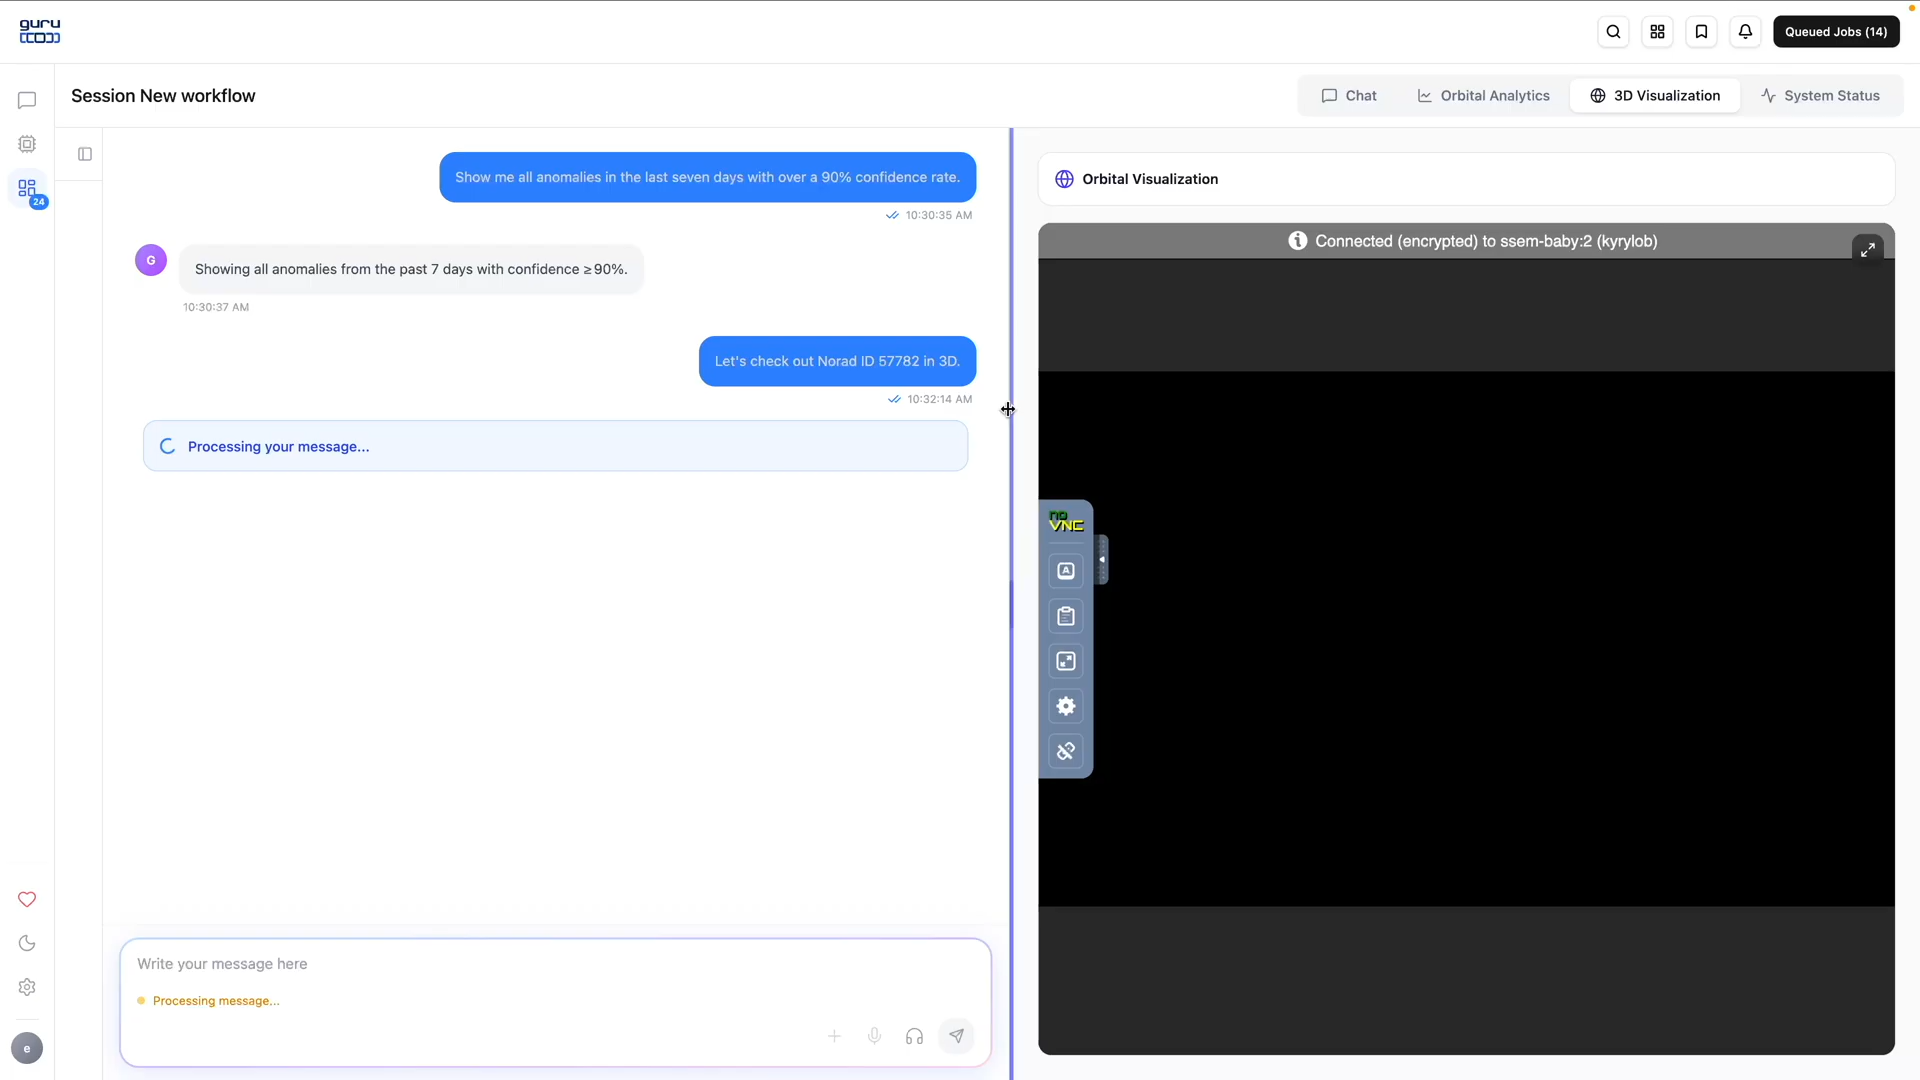 guru
Queued Jobs (14)
Session New workflow
Chat
Orbital Analytics
3D Visualization
System Status
24
Show me all anomalies in the last seven days with over a 90% confidence rate.
10:30:35 AM
G
Showing all anomalies from the past 7 days with confidence ≥90%.
10:30:37 AM
Let's check out Norad ID 57782 in 3D.
10:32:14 AM
Processing your message...
Orbital Visualization
Connected (encrypted) to ssem-baby:2 (kyrylob)
no
VNC
A
Write your message here
Processing message...
e